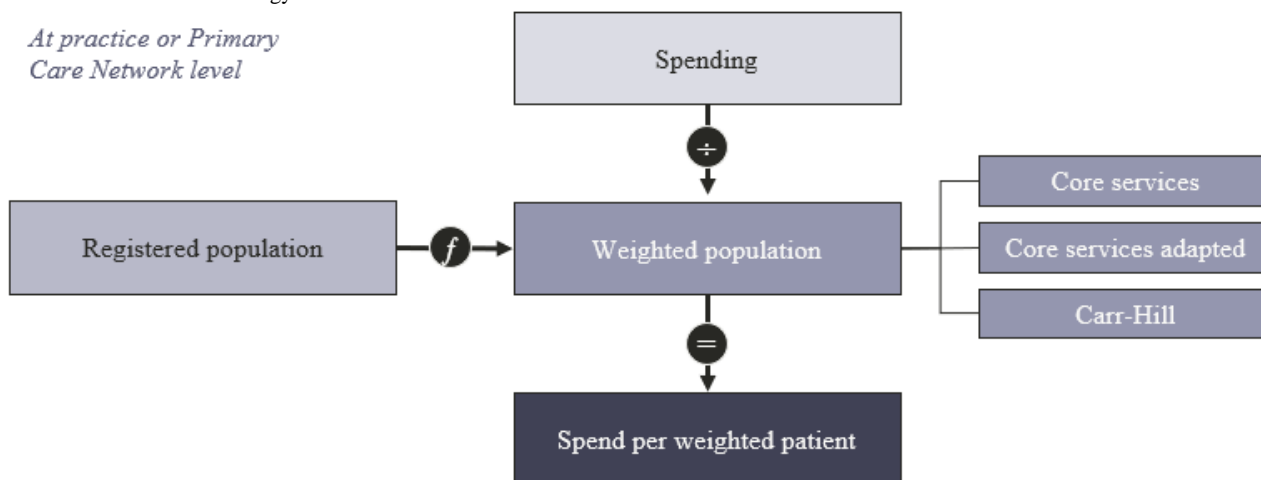 At practice or Primary
Care Network level
Spending
÷
Core services
Registered population
f
Weighted population
Core services adapted
Carr-Hill
=
Spend per weighted patient